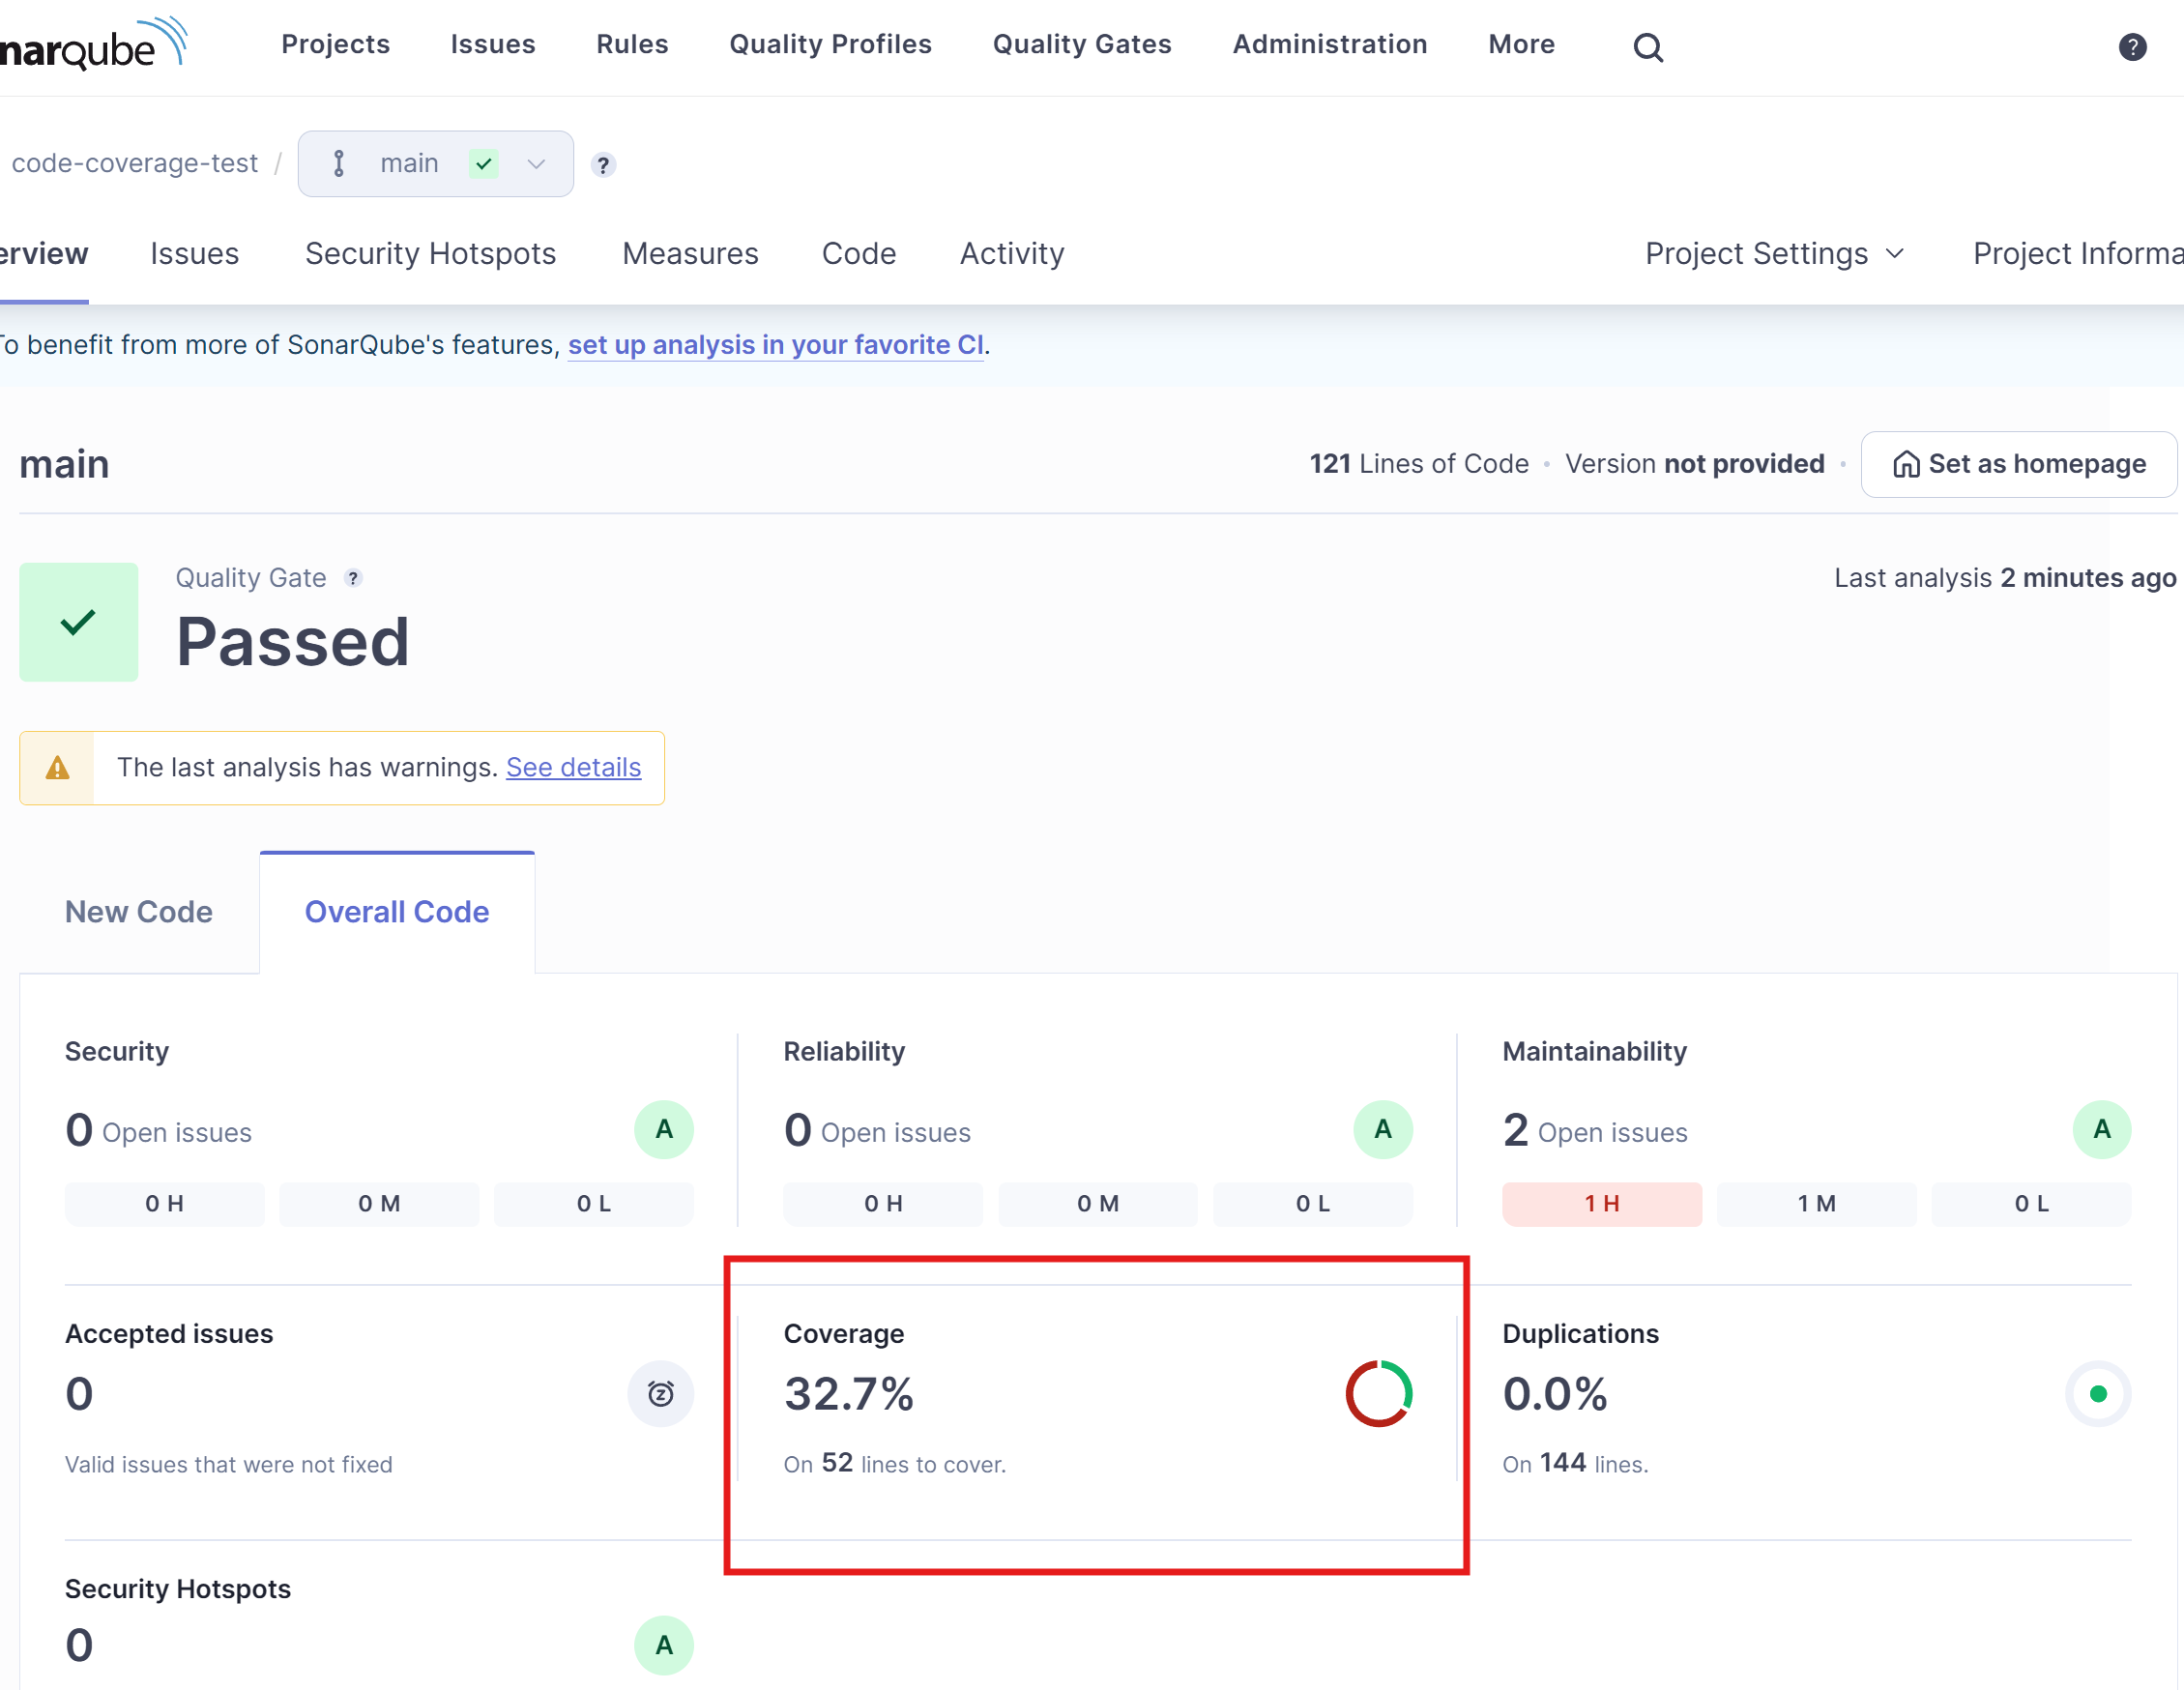 narqube Projects Issues Rules Quality Profiles Quality Gates Administration More ?
code-coverage-test / main ?
erview Issues Security Hotspots Measures Code Activity Project Settings Project Informa
To benefit from more of SonarQube's features, set up analysis in your favorite CI.
main 121 Lines of Code • Version not provided • Set as homepage
Quality Gate ? Last analysis 2 minutes ago
Passed
The last analysis has warnings. See details
New Code Overall Code
Security Reliability Maintainability
0 Open issues A 0 Open issues A 2 Open issues A
0 H 0 M 0 L 0 H 0 M 0 L 1 H 1 M 0 L
Accepted issues Coverage Duplications
0 32.7% 0.0%
Valid issues that were not fixed On 52 lines to cover. On 144 lines.
Security Hotspots
0 A